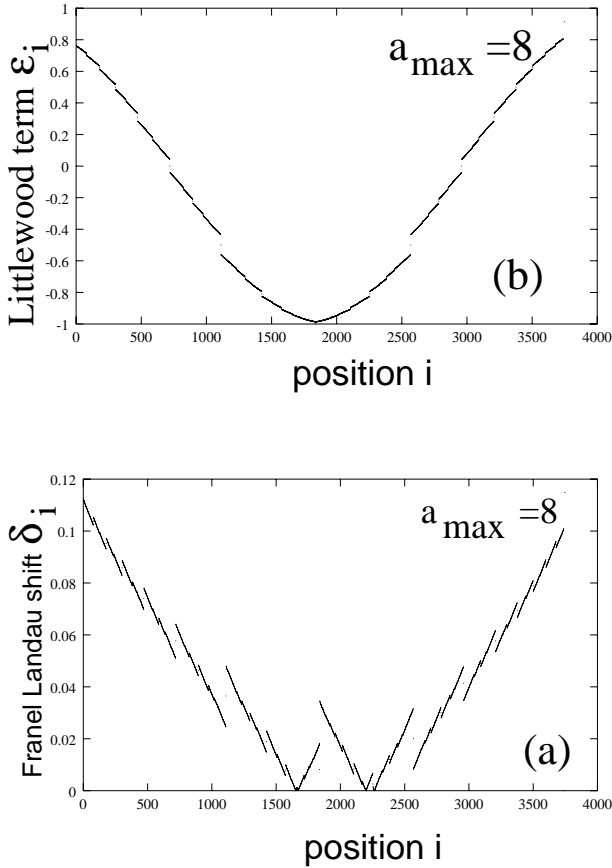 1
0.8
0.6
0.4
0.2
0
-0.2
-0.4
-0.6
-0.8
-1
Littlewood term ε_i
a_max =8
(b)
0 500 1000 1500 2000 2500 3000 3500 4000
position i
0.12
0.1
0.08
0.06
0.04
0.02
0
Franel Landau shift δ_i
a_max =8
(a)
0 500 1000 1500 2000 2500 3000 3500 4000
position i